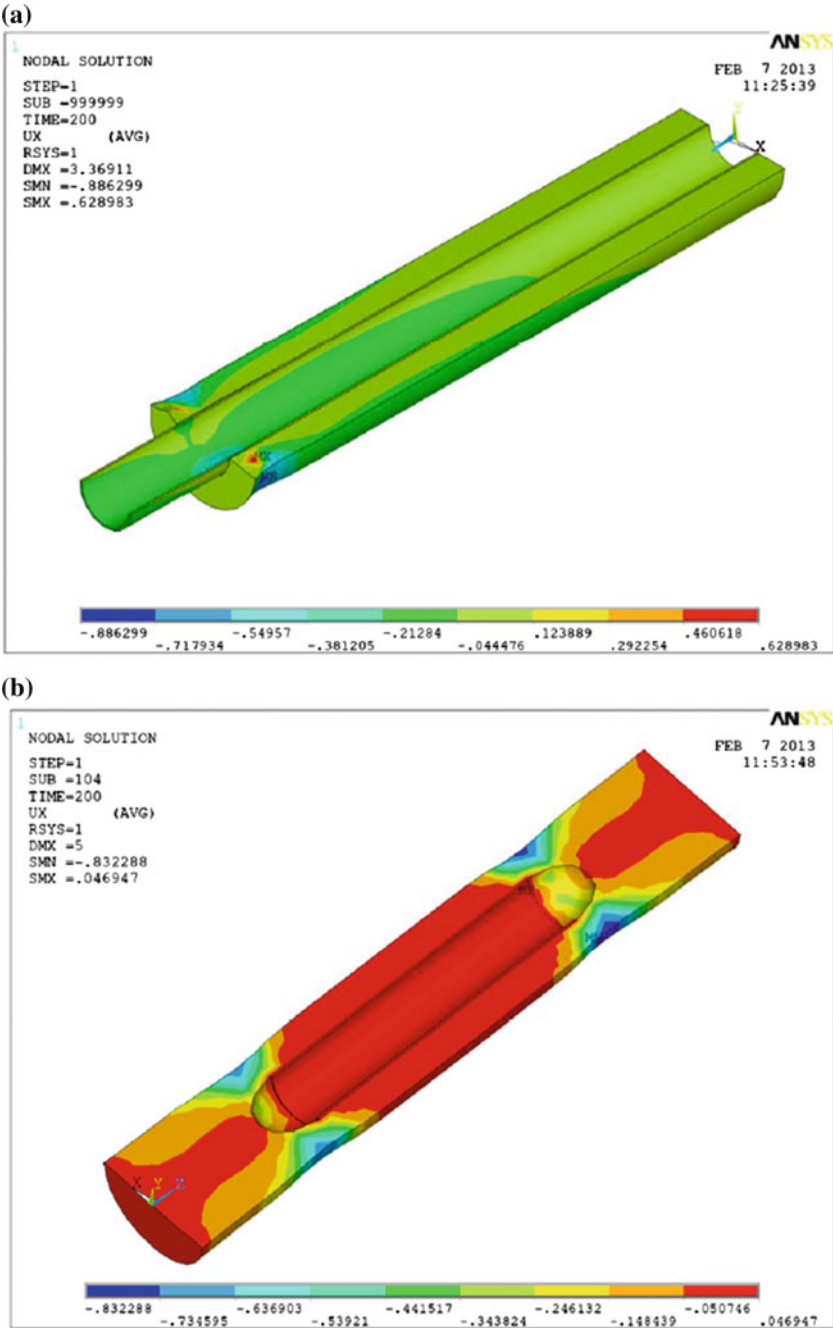 (a)
1
ANSYS
NODAL SOLUTION
FEB 7 2013
11:25:39
STEP=1
SUB =999999
TIME=200
UX (AVG)
RSYS=1
DMX =3.36911
SMN =-.886299
SMX =.628983
Y
X
MX
-.886299
-.717934
-.54957
-.381205
-.21284
-.044476
.123889
.292254
.460618
.628983
(b)
1
ANSYS
NODAL SOLUTION
FEB 7 2013
11:53:48
STEP=1
SUB =104
TIME=200
UX (AVG)
RSYS=1
DMX =5
SMN =-.832288
SMX =.046947
X Y Z
-.832288
-.734595
-.636903
-.53921
-.441517
-.343824
-.246132
-.148439
-.050746
.046947